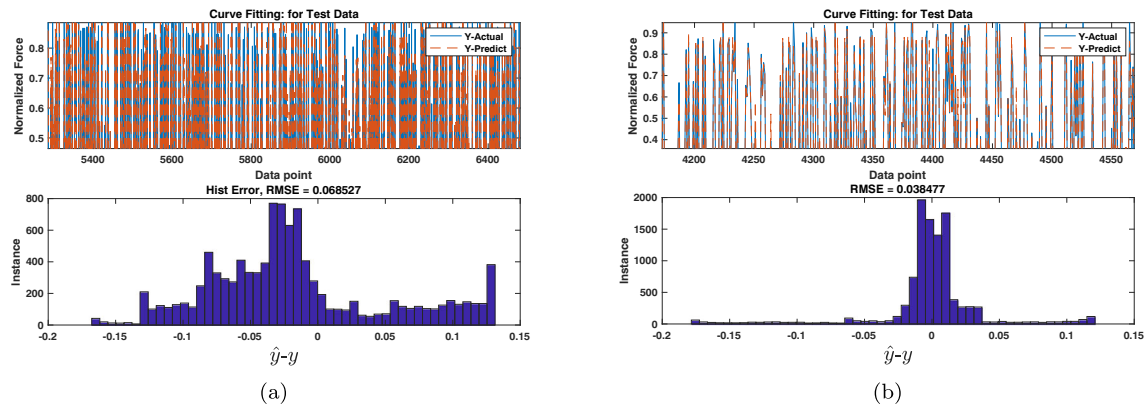 Curve Fitting: for Test Data
Normalized Force
0.8
0.7
0.6
0.5
Y-Actual
Y-Predict
5400 5600 5800 6000 6200 6400
Data point
Hist Error, RMSE = 0.068527
Instance
800
600
400
200
0
-0.2 -0.15 -0.1 -0.05 0 0.05 0.1 0.15
ŷ-y
(a)
Curve Fitting: for Test Data
Normalized Force
0.9
0.8
0.7
0.6
0.5
0.4
Y-Actual
Y-Predict
4200 4250 4300 4350 4400 4450 4500 4550
Data point
RMSE = 0.038477
Instance
2000
1500
1000
500
0
-0.2 -0.15 -0.1 -0.05 0 0.05 0.1 0.15
ŷ-y
(b)